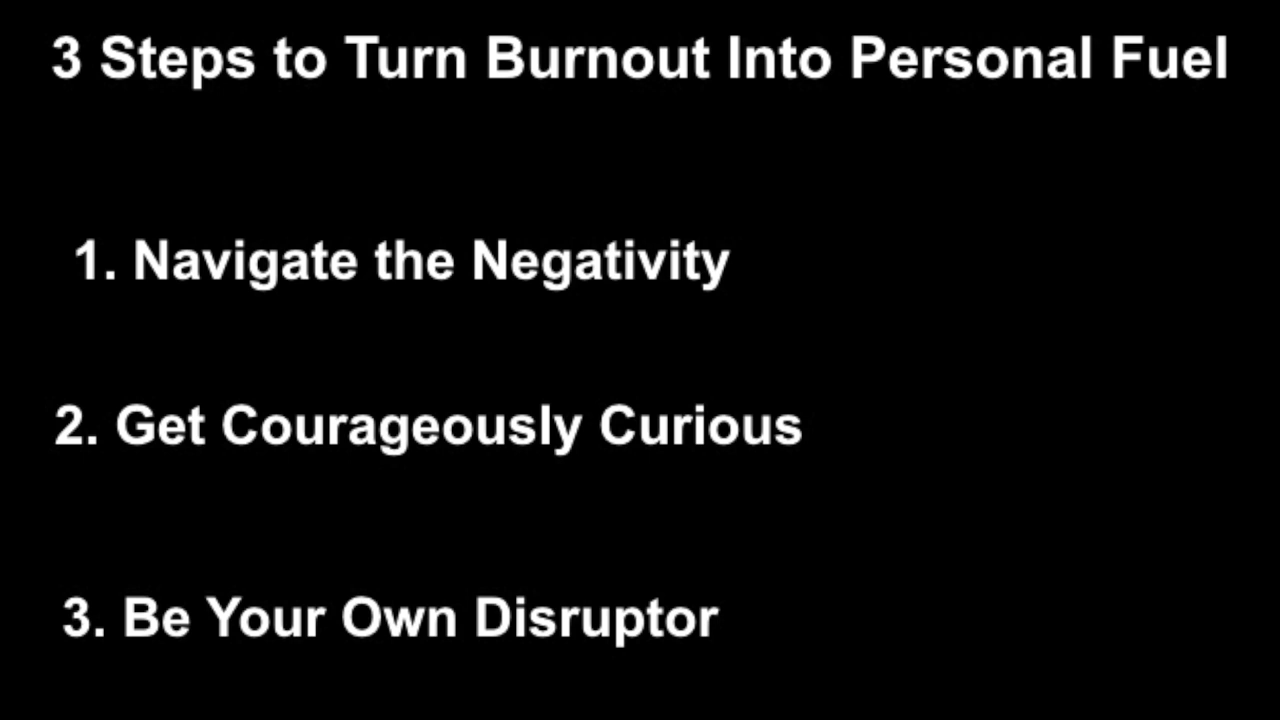 3 Steps to Turn Burnout Into Personal Fuel
1. Navigate the Negativity
2. Get Courageously Curious
3. Be Your Own Disruptor